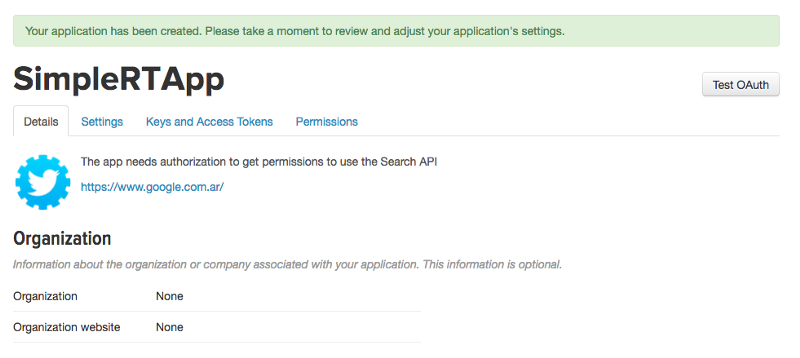 Your application has been created. Please take a moment to review and adjust your application's settings.
SimpleRTApp
Test OAuth
Details Settings Keys and Access Tokens Permissions
The app needs authorization to get permissions to use the Search API
https://www.google.com.ar/
Organization
Information about the organization or company associated with your application. This information is optional.
Organization None
Organization website None